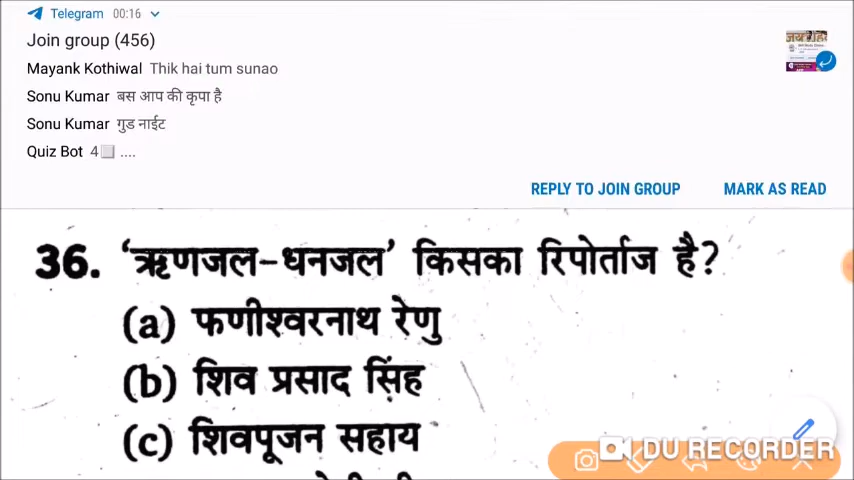 Telegram 00:16
Join group (456)
Mayank Kothiwal Thik hai tum sunao
Sonu Kumar बस आप की कृपा है
Sonu Kumar गुड नाईट
Quiz Bot 4 ....
REPLY TO JOIN GROUP MARK AS READ
36. ‘ऋणजल-धनजल’ किसका रिपोर्ताज है?
(a) फणीश्वरनाथ रेणु
(b) शिव प्रसाद सिंह
(c) शिवपूजन सहाय
DU RECORDER